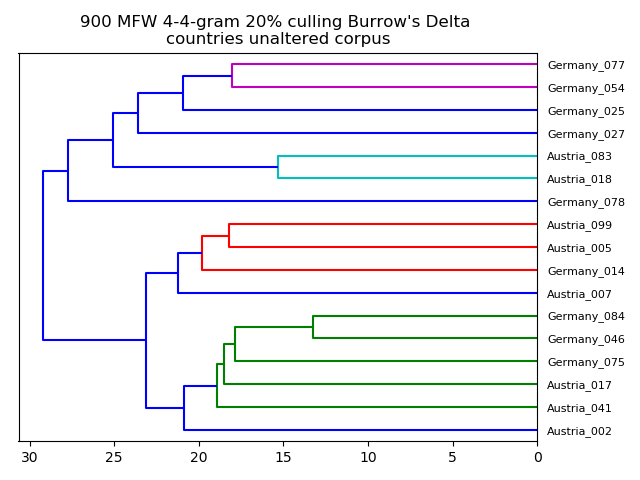 900 MFW 4-4-gram 20% culling Burrow's Delta
countries unaltered corpus
Germany_077
Germany_054
Germany_025
Germany_027
Austria_083
Austria_018
Germany_078
Austria_099
Austria_005
Germany_014
Austria_007
Germany_084
Germany_046
Germany_075
Austria_017
Austria_041
Austria_002
30 25 20 15 10 5 0